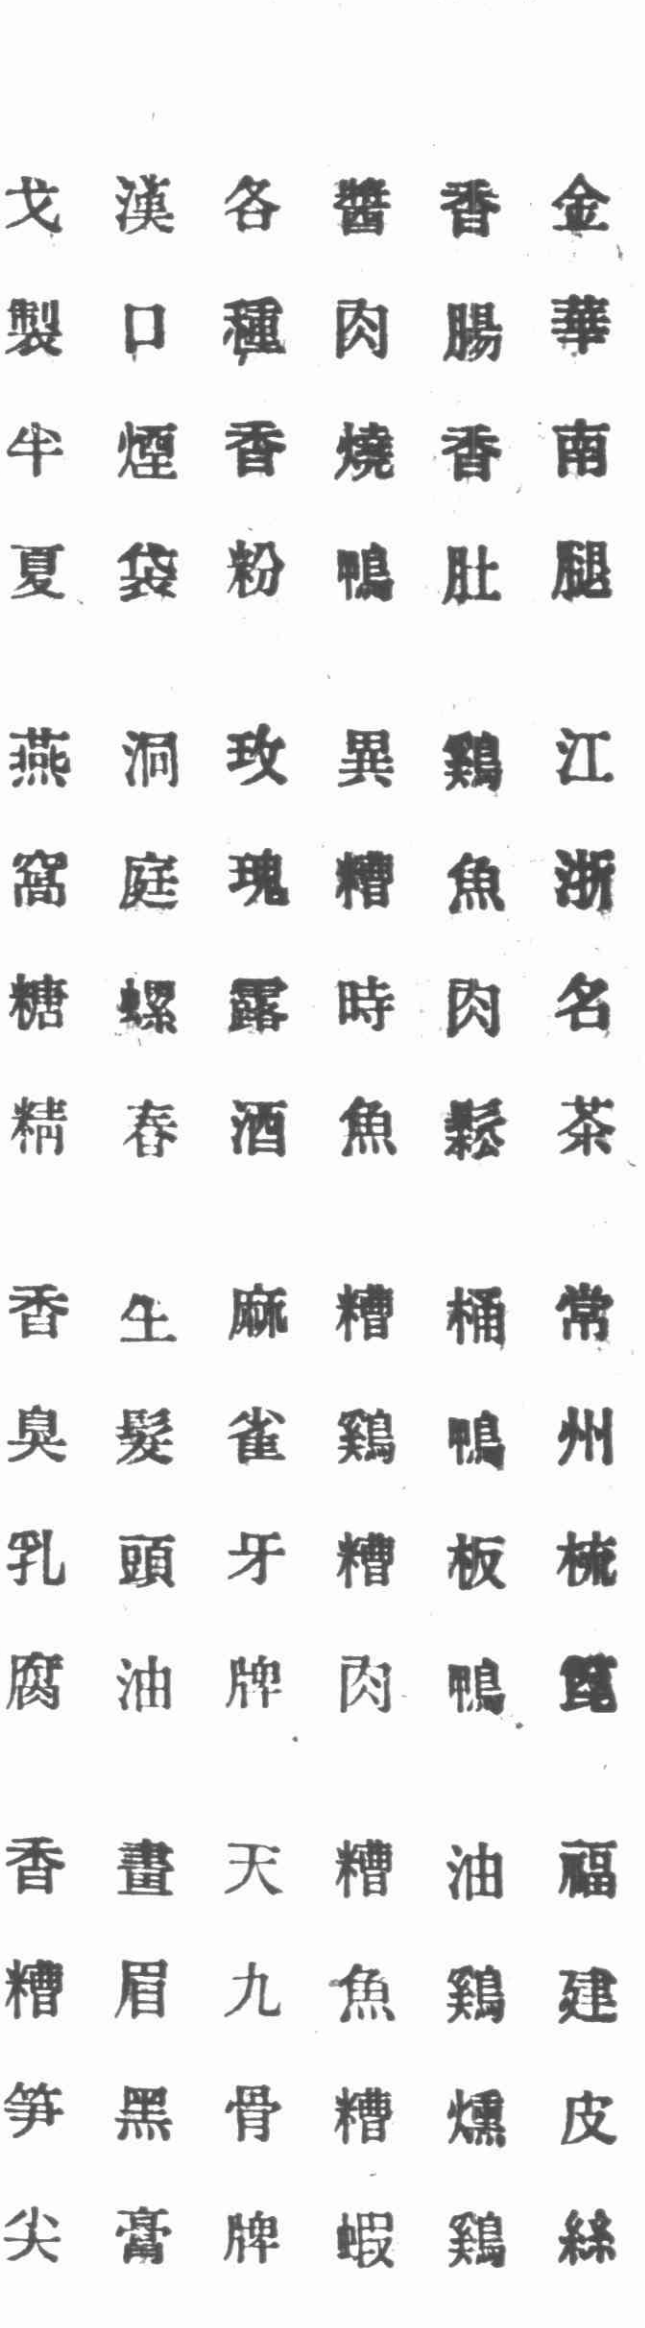 金華南腿 江浙名茶 常州梳篦 福建皮絲
香腸香肚 鷄魚肉鬆 桶鴨板鴨 油鷄燻鷄
醬肉燒鴨 異糟時魚 糟鷄糟肉 糟魚糟蝦
各種香粉 玫瑰露酒 麻雀牙牌 天九骨牌
漢口煙袋 洞庭螺春 生髮頭油 畫眉黑膏
戈製半夏 燕窩糖精 香臭乳腐 香糟笋尖